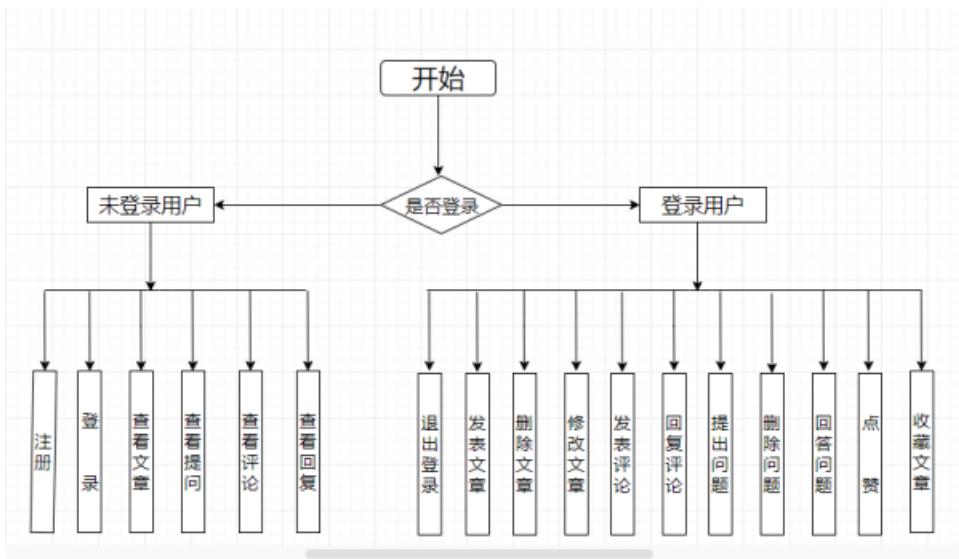 开始
未登录用户
是否登录
登录用户
注册
登录
查看文章
查看提问
查看评论
查看回复
退出登录
发表文章
删除文章
修改文章
发表评论
回复评论
提出问题
删除问题
回答问题
点赞
收藏文章